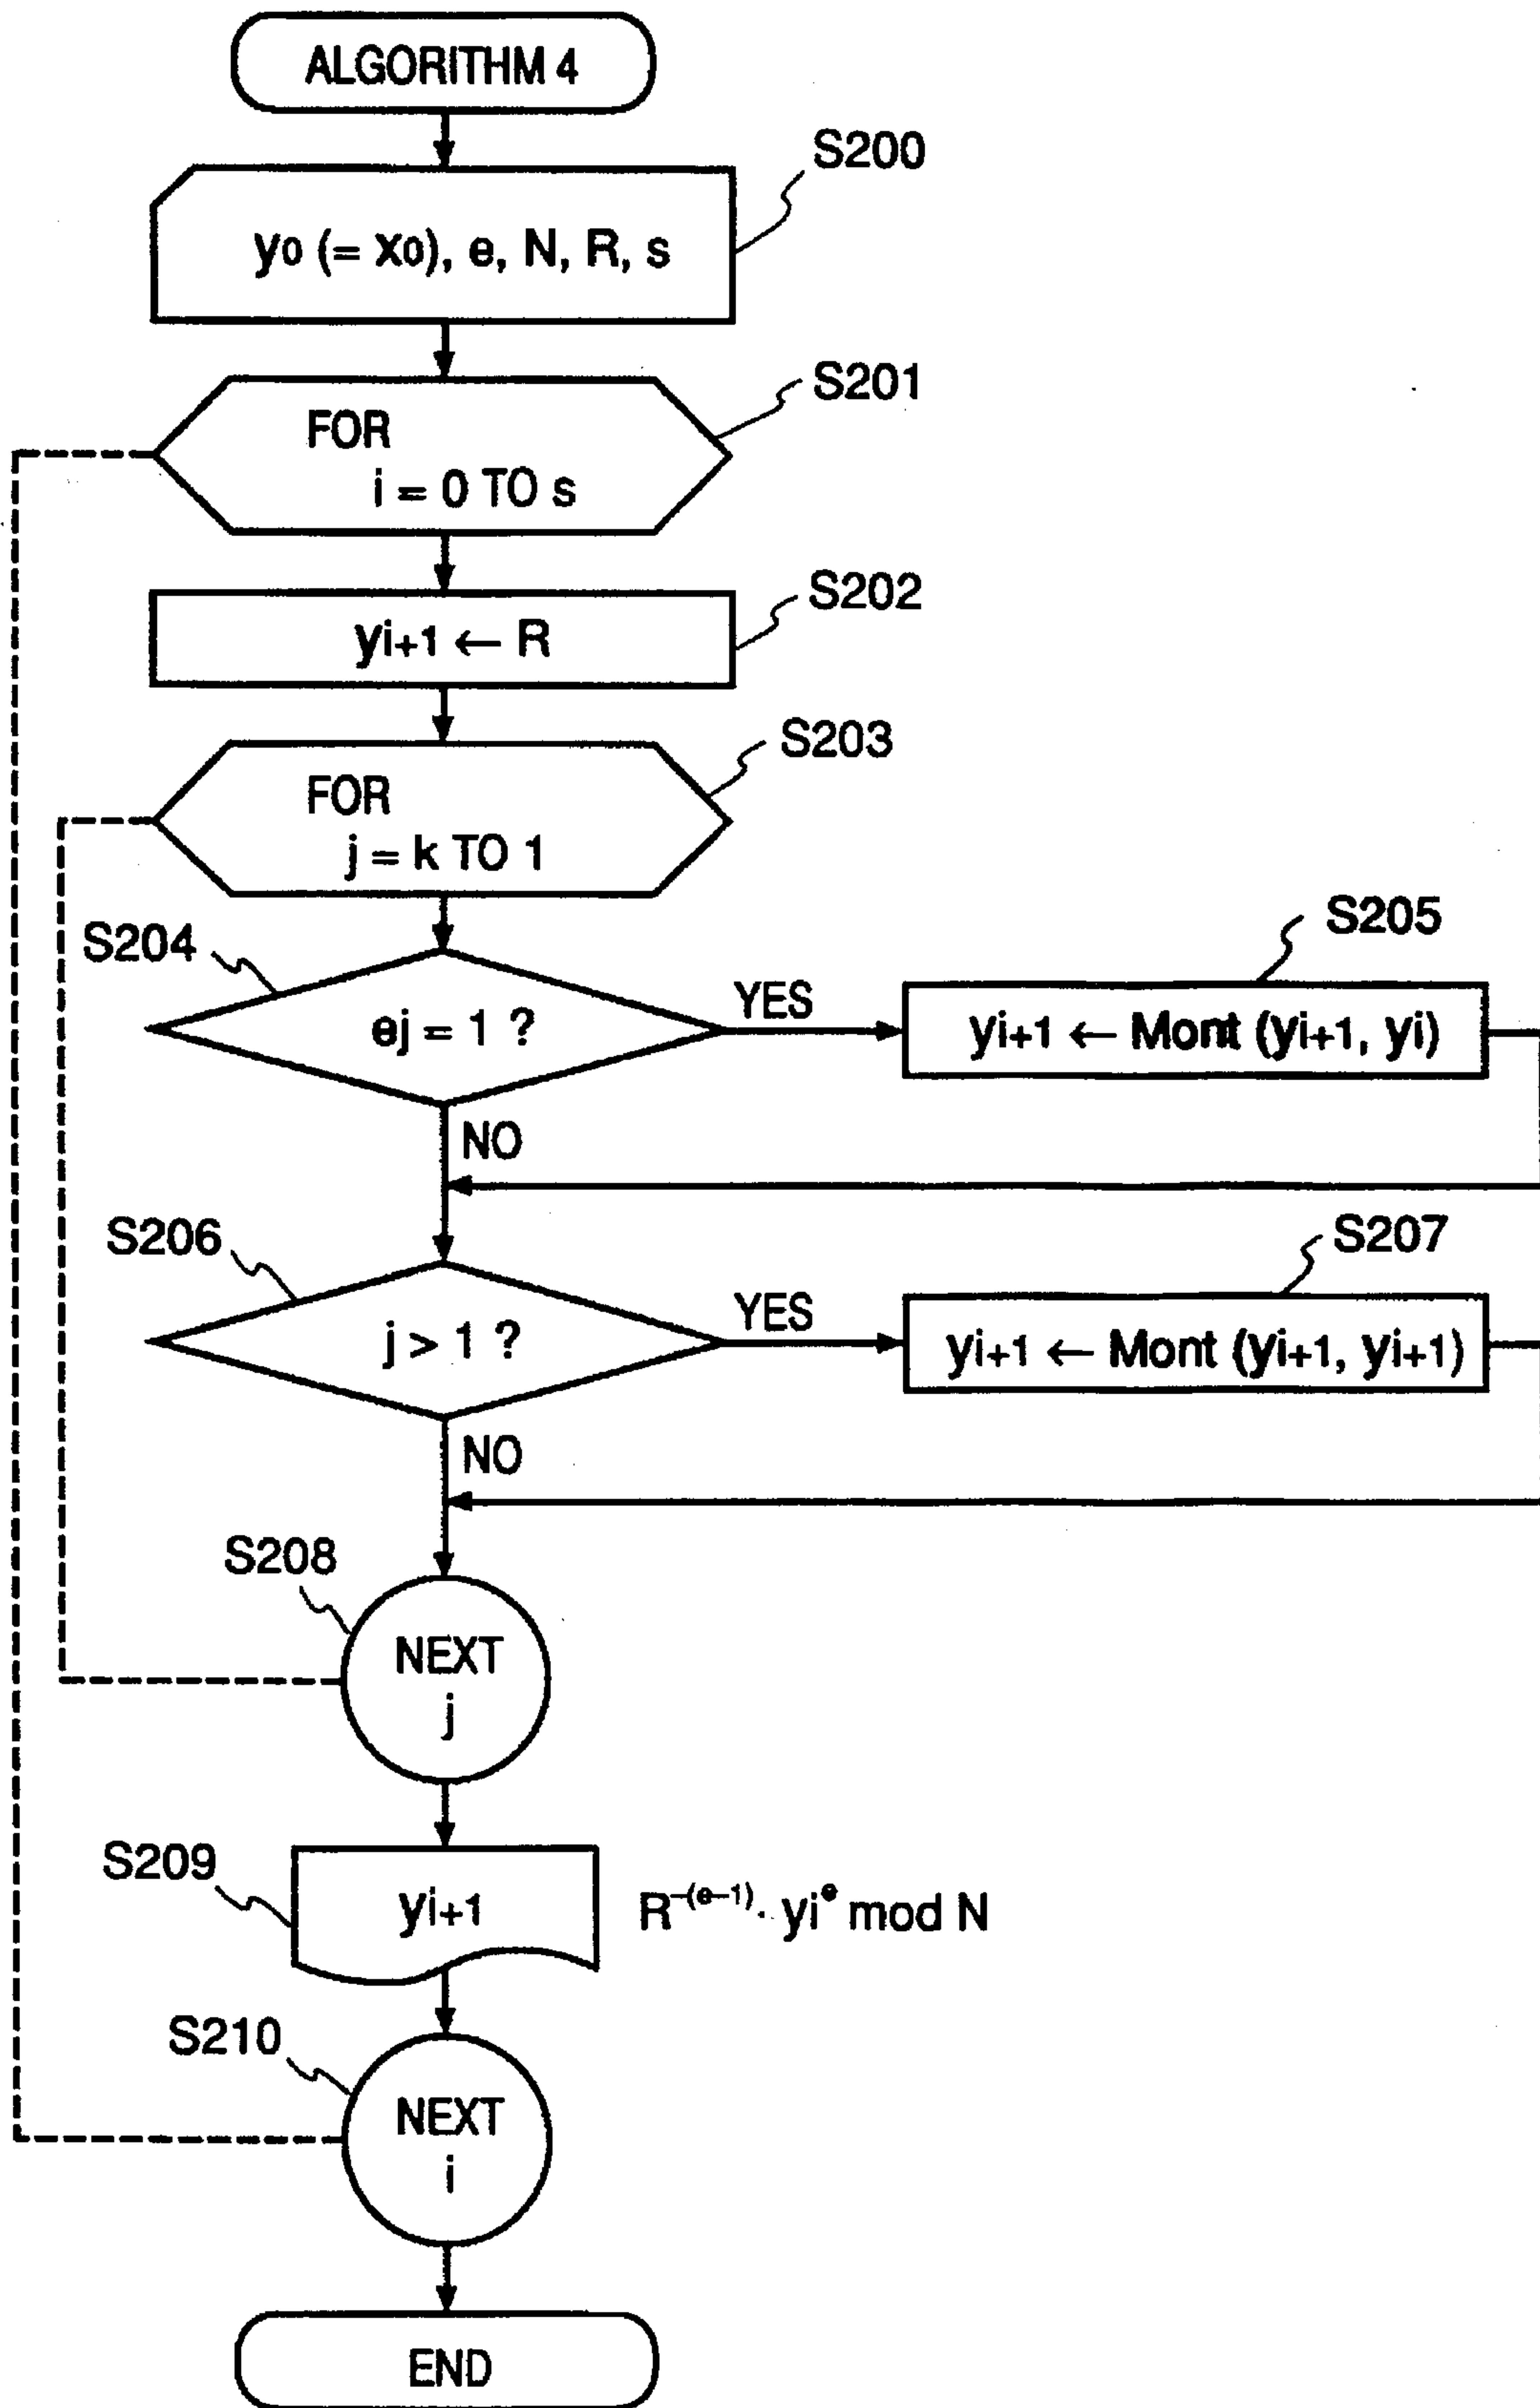 ALGORITHM 4
S200
y0 (= x0), e, N, R, s
S201
FOR
i = 0 TO s
S202
yi+1 ← R
S203
FOR
j = k TO 1
S204
ej = 1 ?
YES
S205
yi+1 ← Mont (yi+1, yi)
NO
S206
j > 1 ?
YES
S207
yi+1 ← Mont (yi+1, yi+1)
NO
S208
NEXT
j
S209
yi+1
R^-(e-1) · yi^e mod N
S210
NEXT
i
END